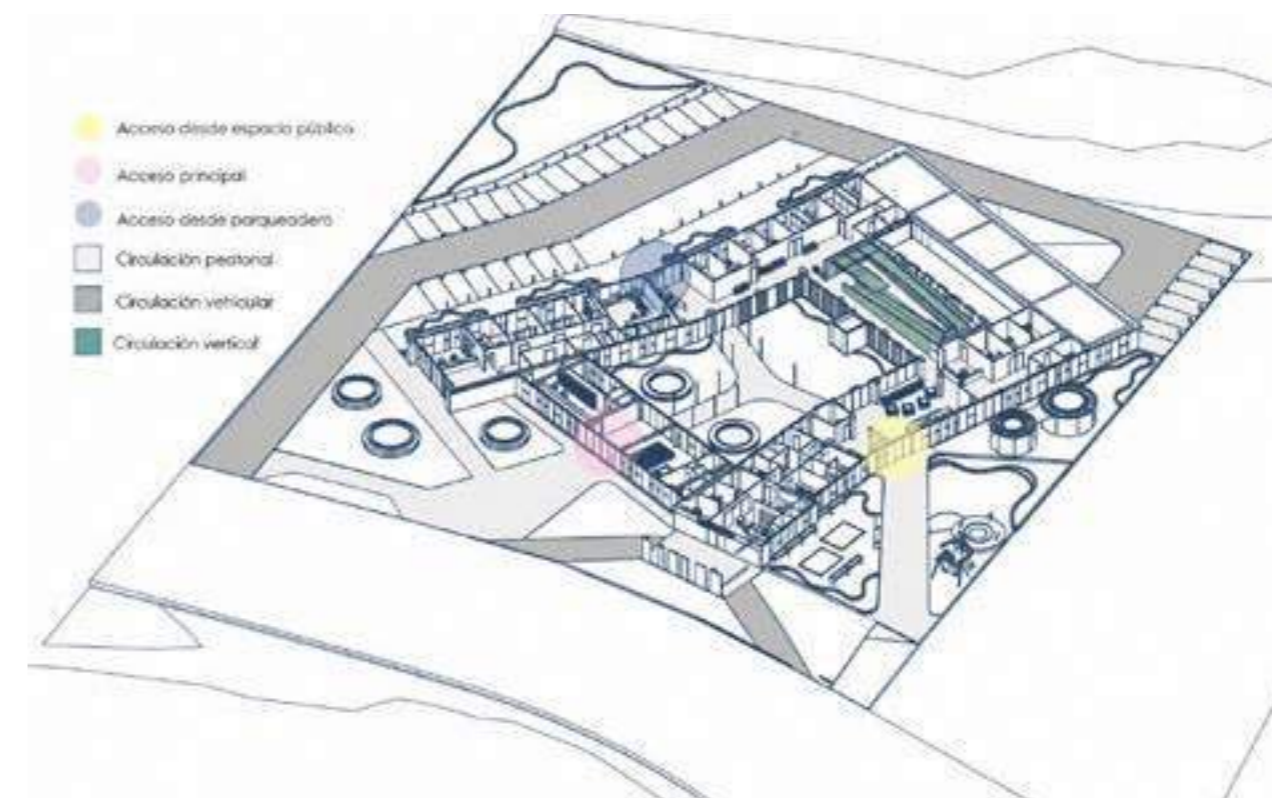 Acceso desde espacio público
Acceso principal
Acceso desde parqueadero
Circulación peatonal
Circulación vehicular
Circulación vertical